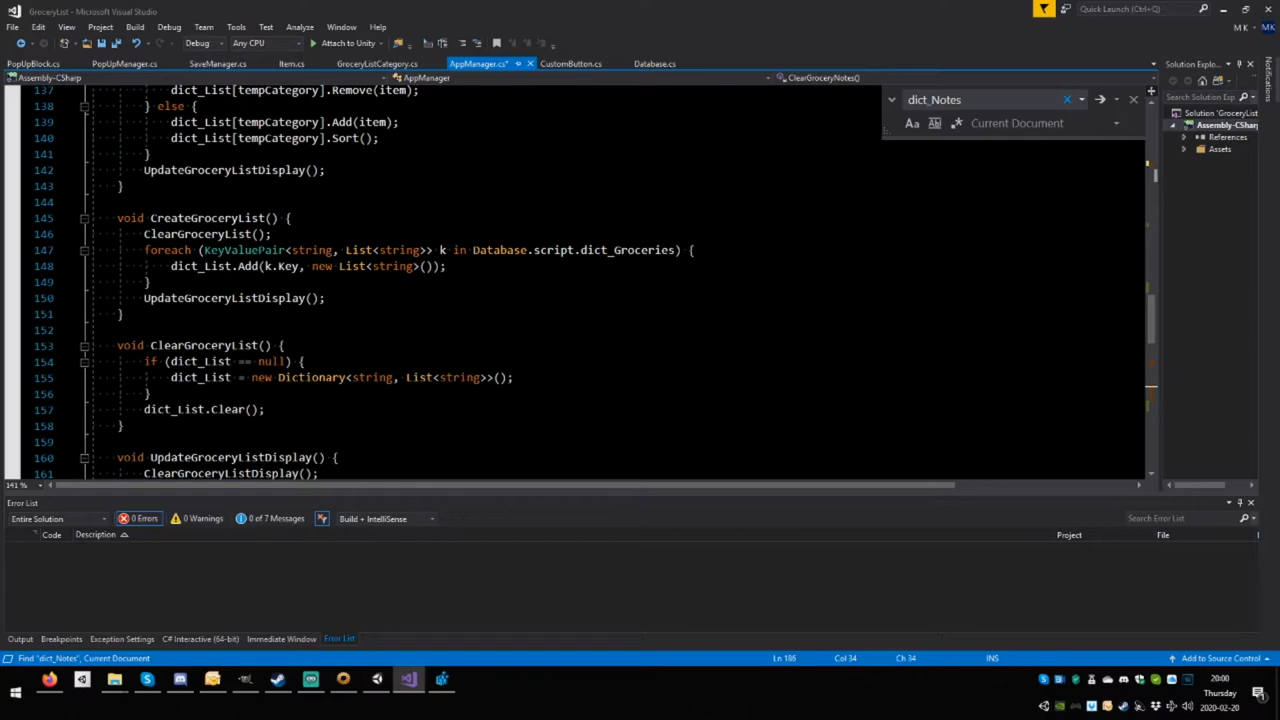 GroceryList - Microsoft Visual Studio
Quick Launch (Ctrl+Q)
File Edit View Project Build Debug Team Tools Test Analyze Window Help
M K MK
Debug Any CPU Attach to Unity
PopUpBlock.cs PopUpManager.cs SaveManager.cs Item.cs GroceryListCategory.cs AppManager.cs* CustomButton.cs Database.cs
Solution Explo...
Notifications
Assembly-CSharp AppManager ClearGroceryNotes()
Search Solution Exp
dict_Notes
Aa Current Document
Solution 'GroceryList'
Assembly-CSharp
References
Assets
137 dict_List[tempCategory].Remove(item);
138 } else {
139 dict_List[tempCategory].Add(item);
140 dict_List[tempCategory].Sort();
141 }
142 UpdateGroceryListDisplay();
143 }
144
145 void CreateGroceryList() {
146 ClearGroceryList();
147 foreach (KeyValuePair<string, List<string>> k in Database.script.dict_Groceries) {
148 dict_List.Add(k.Key, new List<string>());
149 }
150 UpdateGroceryListDisplay();
151 }
152
153 void ClearGroceryList() {
154 if (dict_List == null) {
155 dict_List = new Dictionary<string, List<string>>();
156 }
157 dict_List.Clear();
158 }
159
160 void UpdateGroceryListDisplay() {
161 ClearGroceryListDisplay();
141 %
Error List
Entire Solution 0 Errors 0 Warnings 0 of 7 Messages Build + IntelliSense Search Error List
Code Description Project File
Output Breakpoints Exception Settings C# Interactive (64-bit) Immediate Window Error List
Find "dict_Notes", Current Document Ln 186 Col 34 Ch 34 INS Add to Source Control
20:00
Thursday
2020-02-20